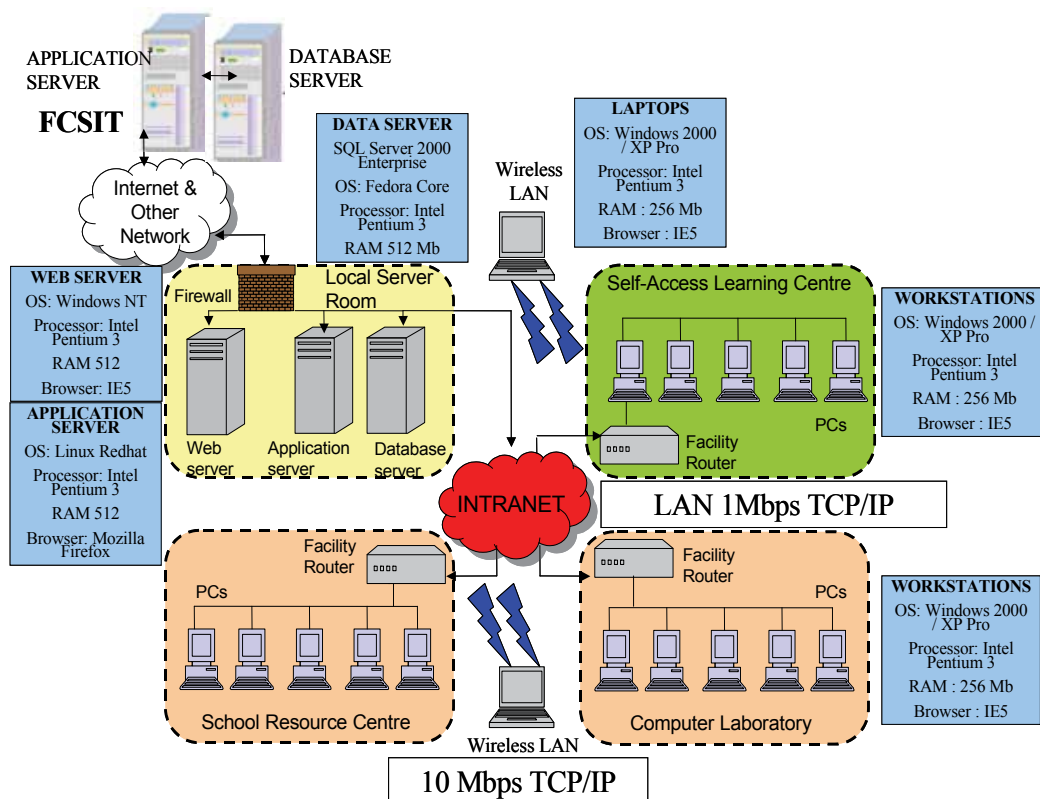 APPLICATION
SERVER
DATABASE
SERVER
FCSIT
Internet &
Other
Network
DATA SERVER
SQL Server 2000
Enterprise
OS: Fedora Core
Processor: Intel
Pentium 3
RAM 512 Mb
Wireless
LAN
LAPTOPS
OS: Windows 2000
/ XP Pro
Processor: Intel
Pentium 3
RAM : 256 Mb
Browser : IE5
WEB SERVER
OS: Windows NT
Processor: Intel
Pentium 3
RAM 512
Browser: IE5
APPLICATION
SERVER
OS: Linux Redhat
Processor: Intel
Pentium 3
RAM 512
Browser: Mozilla
Firefox
Firewall
Local Server
Room
Web
server
Application
server
Database
server
Self-Access Learning Centre
PCs
Facility
Router
WORKSTATIONS
OS: Windows 2000 /
XP Pro
Processor: Intel
Pentium 3
RAM : 256 Mb
Browser : IE5
INTRANET
LAN 1Mbps TCP/IP
Facility
Router
PCs
School Resource Centre
Wireless LAN
Facility
Router
PCs
Computer Laboratory
WORKSTATIONS
OS: Windows 2000
/ XP Pro
Processor: Intel
Pentium 3
RAM : 256 Mb
Browser : IE5
10 Mbps TCP/IP